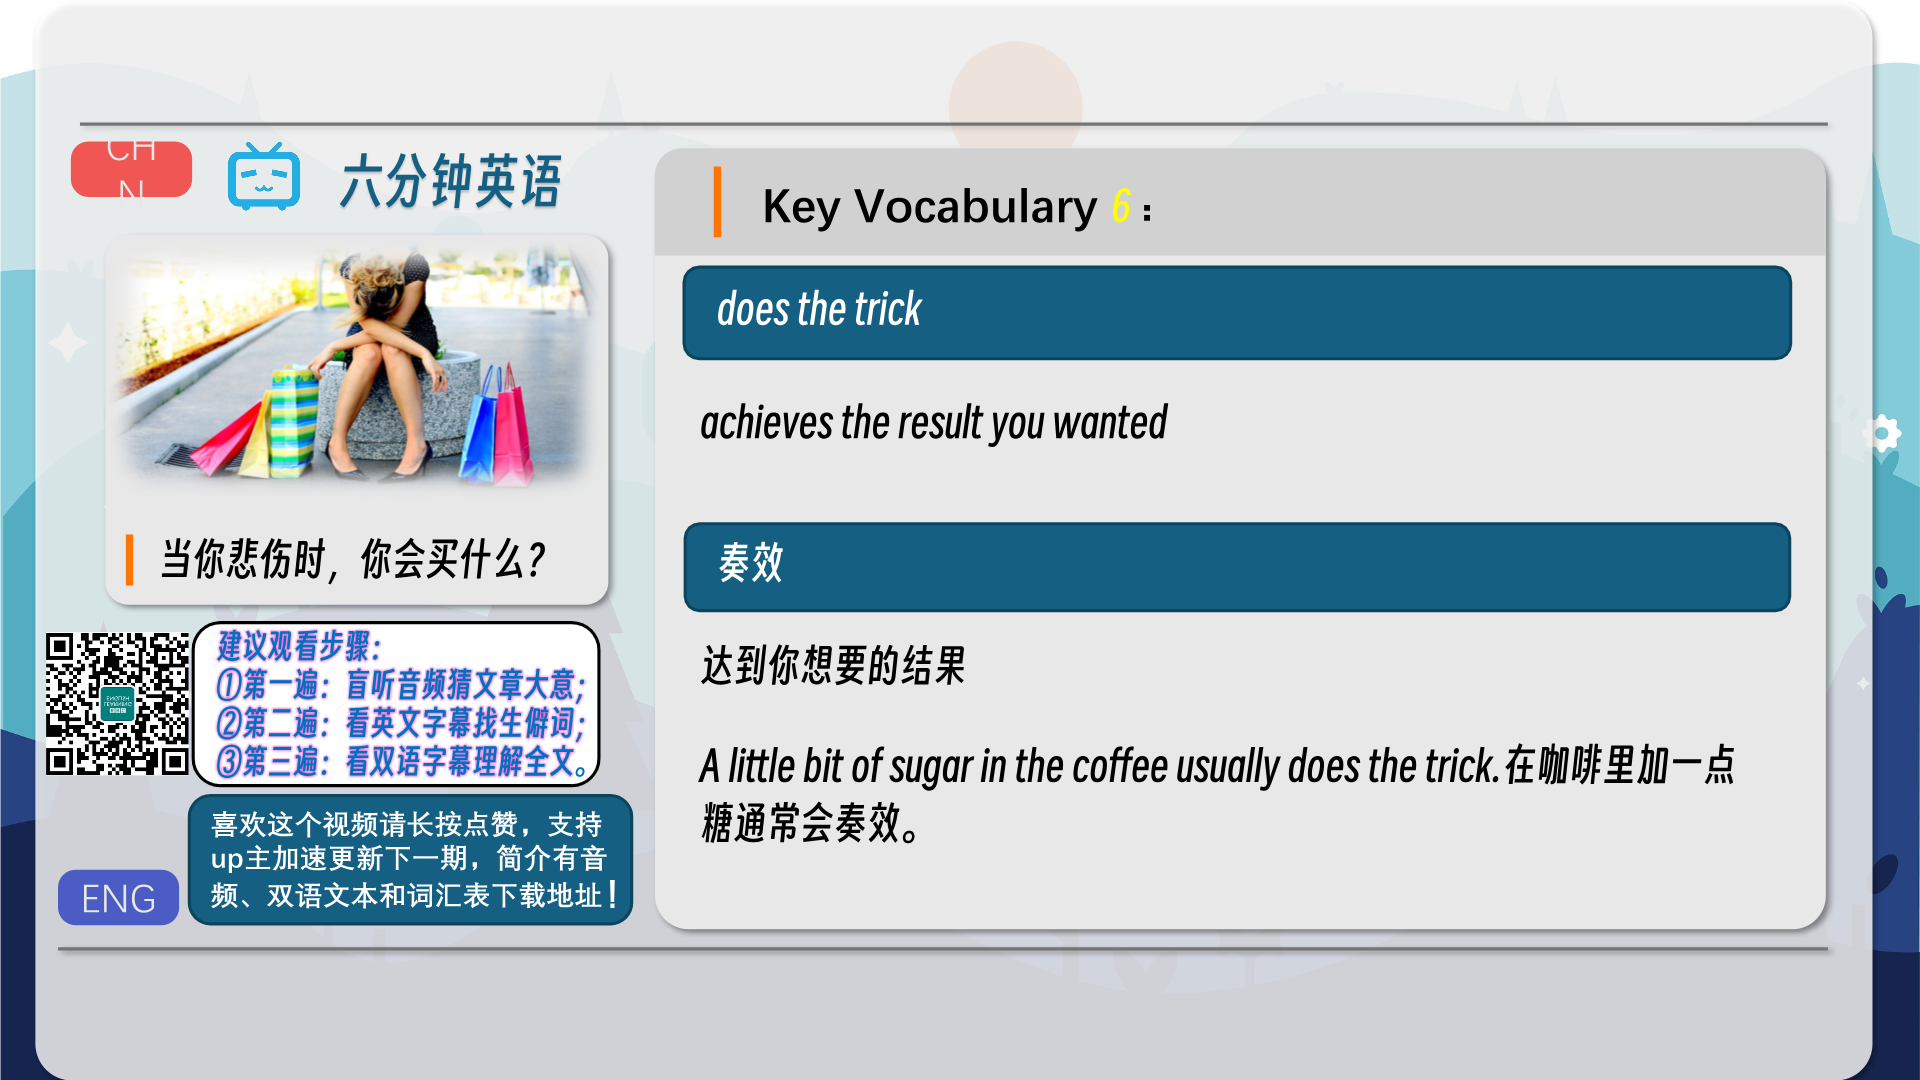 CH
N
六分钟英语
当你悲伤时，你会买什么？
建议观看步骤：
①第一遍：盲听音频猜文章大意；
②第二遍：看英文字幕找生僻词；
③第三遍：看双语字幕理解全文。
喜欢这个视频请长按点赞，支持
up主加速更新下一期，简介有音
频、双语文本和词汇表下载地址！
ENG
Key Vocabulary 6：
does the trick
achieves the result you wanted
奏效
达到你想要的结果
A little bit of sugar in the coffee usually does the trick.在咖啡里加一点
糖通常会奏效。